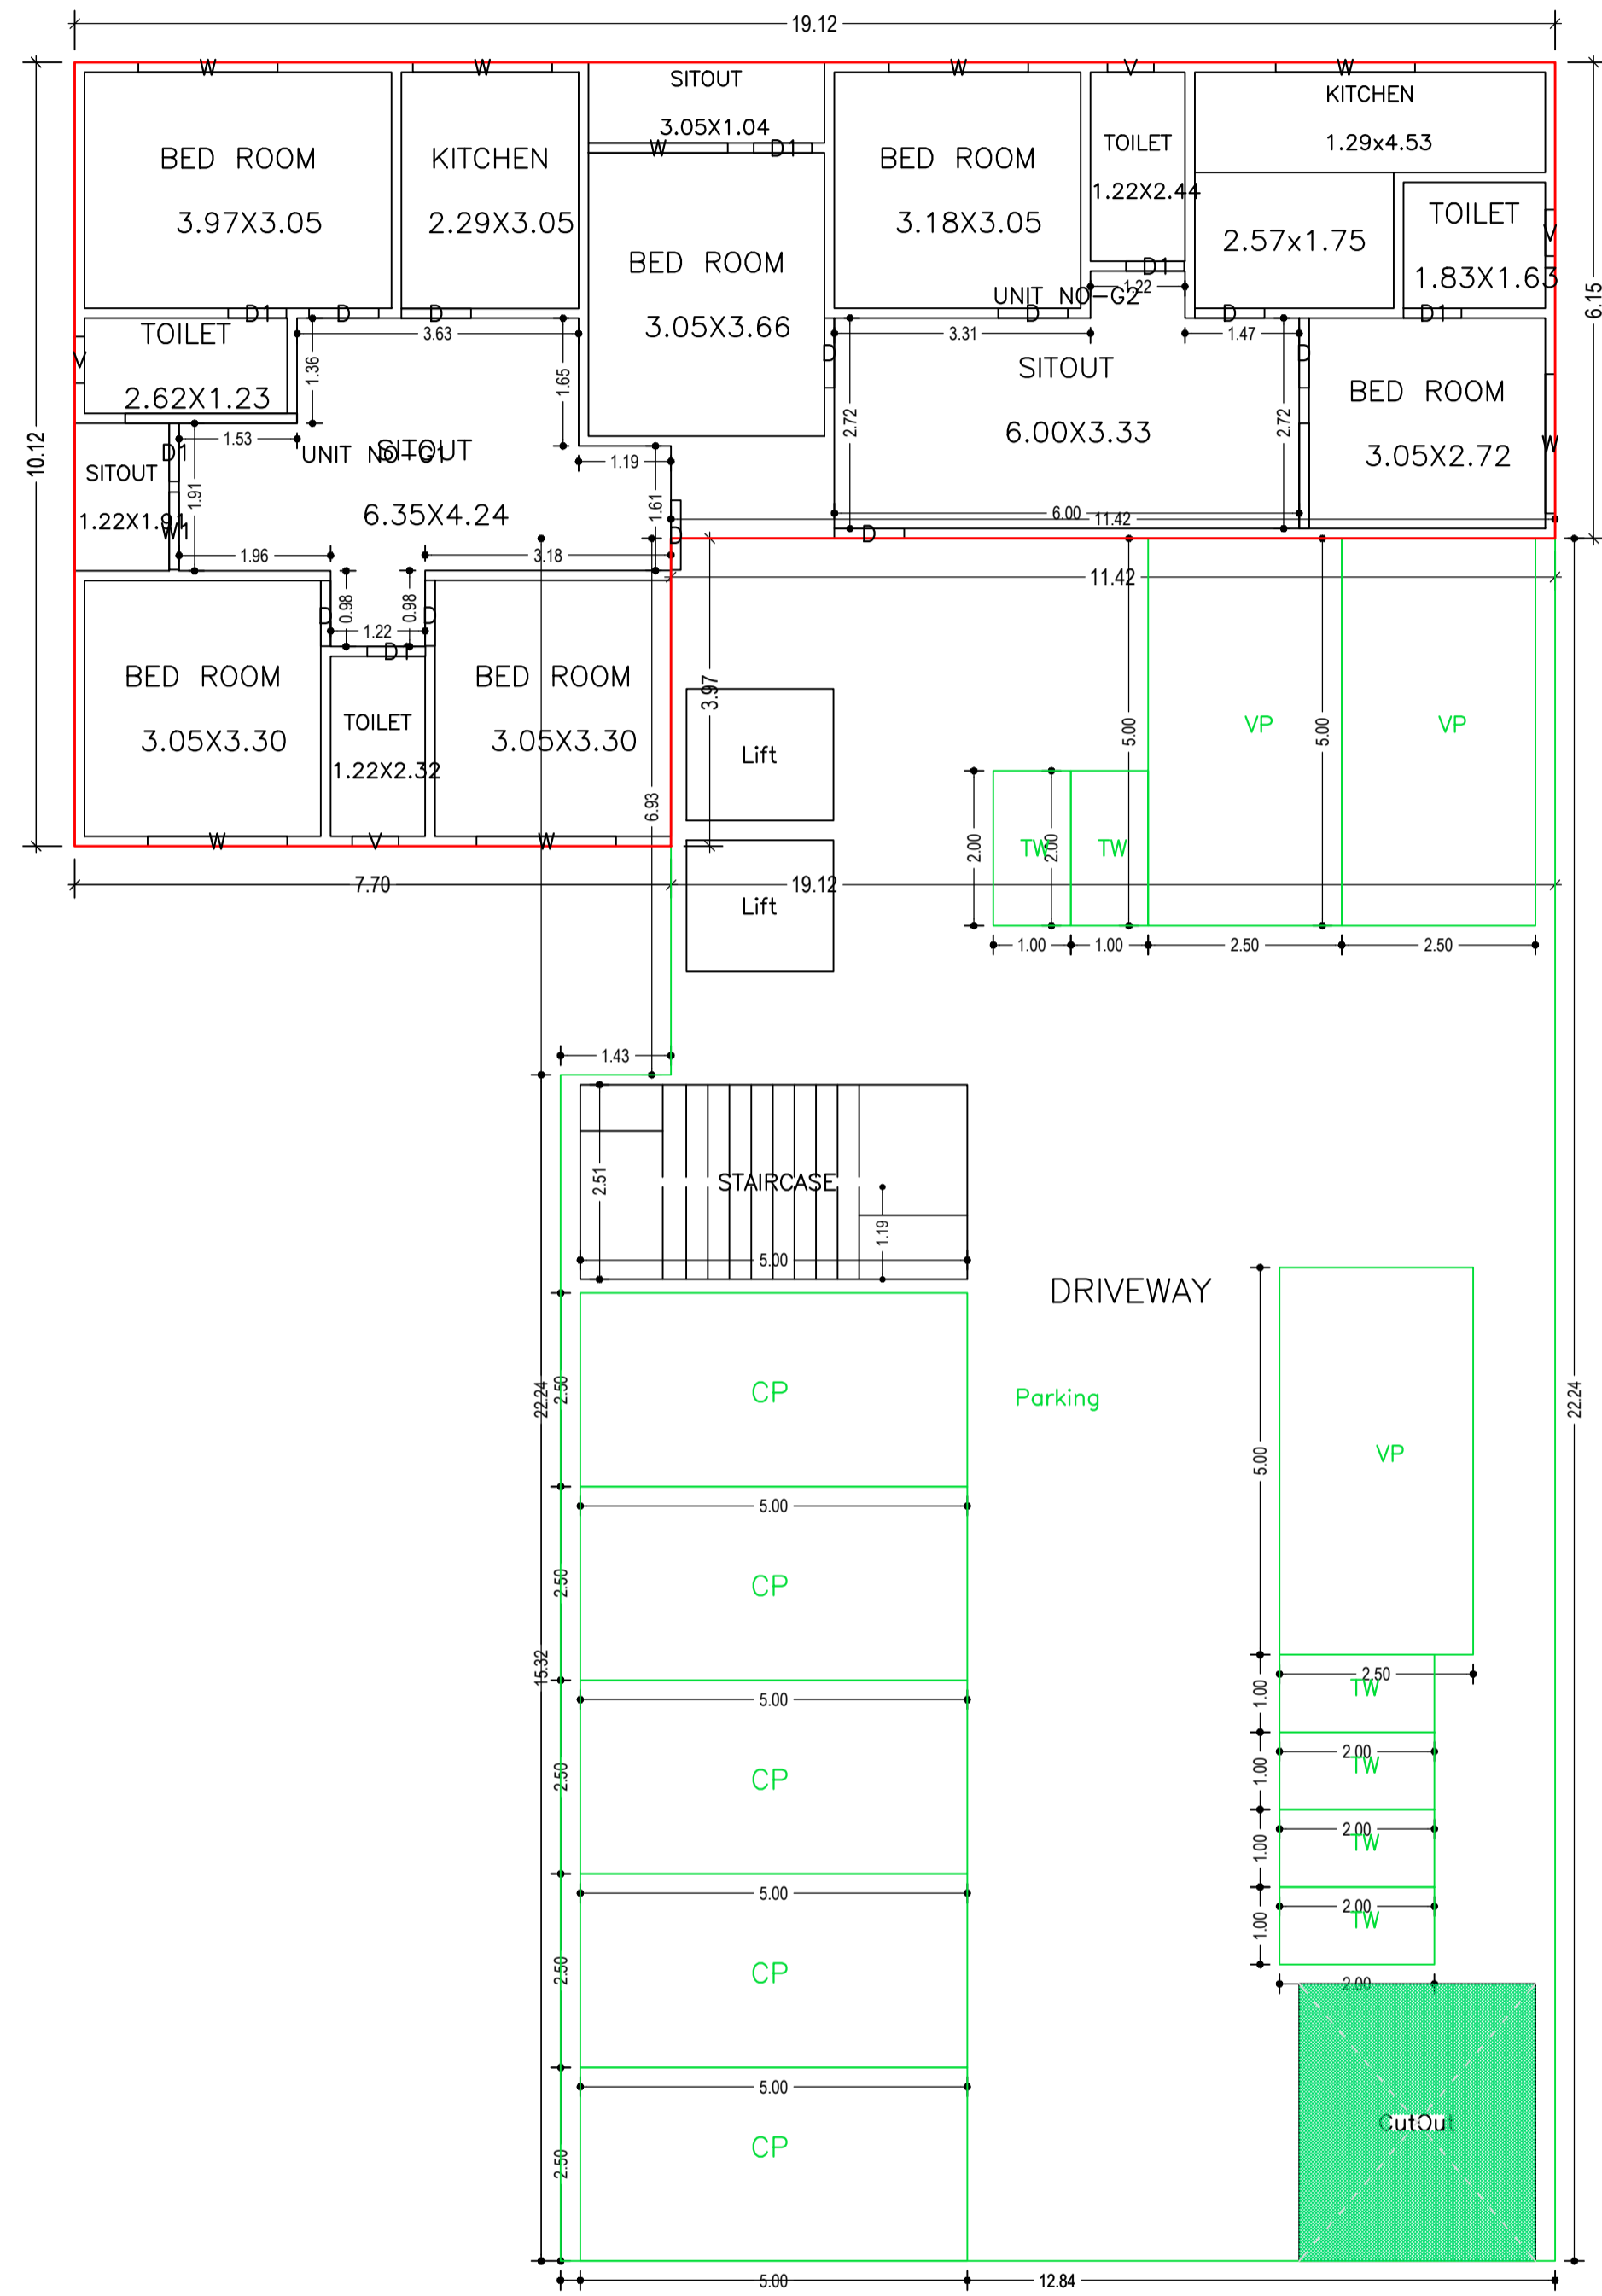 19.12
W
W
SITOUT
3.05X1.04
W
V
W
KITCHEN
1.29x4.53
BED ROOM
3.97X3.05
KITCHEN
2.29X3.05
W
D1
BED ROOM
3.05X3.66
BED ROOM
3.18X3.05
TOILET
1.22X2.44
2.57x1.75
TOILET
1.83X1.63
V
6.15
D1
D
D
UNIT NO-G2
D1
1.22
D
D
D1
TOILET
2.62X1.23
V
3.63
1.36
1.65
3.31
1.47
D
D
SITOUT
6.00X3.33
2.72
2.72
BED ROOM
3.05X2.72
W
10.12
1.53
D1
SITOUT
1.22X1.91
W1
1.91
UNIT NO-G1
SITOUT
6.35X4.24
1.19
1.61
D
6.00
11.42
D
1.96
3.18
11.42
D
0.98
0.98
D
1.22
D1
BED ROOM
3.05X3.30
TOILET
1.22X2.32
BED ROOM
3.05X3.30
3.97
6.93
Lift
W
V
W
7.70
19.12
Lift
VP
VP
5.00
5.00
2.00
2.00
TW
TW
1.00
1.00
2.50
2.50
1.43
2.51
STAIRCASE
1.19
5.00
DRIVEWAY
Parking
22.24
22.24
15.32
2.50
CP
5.00
2.50
CP
5.00
2.50
CP
5.00
2.50
CP
5.00
2.50
CP
5.00
VP
2.50
1.00
TW
2.00
1.00
TW
2.00
1.00
TW
2.00
1.00
TW
2.00
CutOut
5.00
12.84